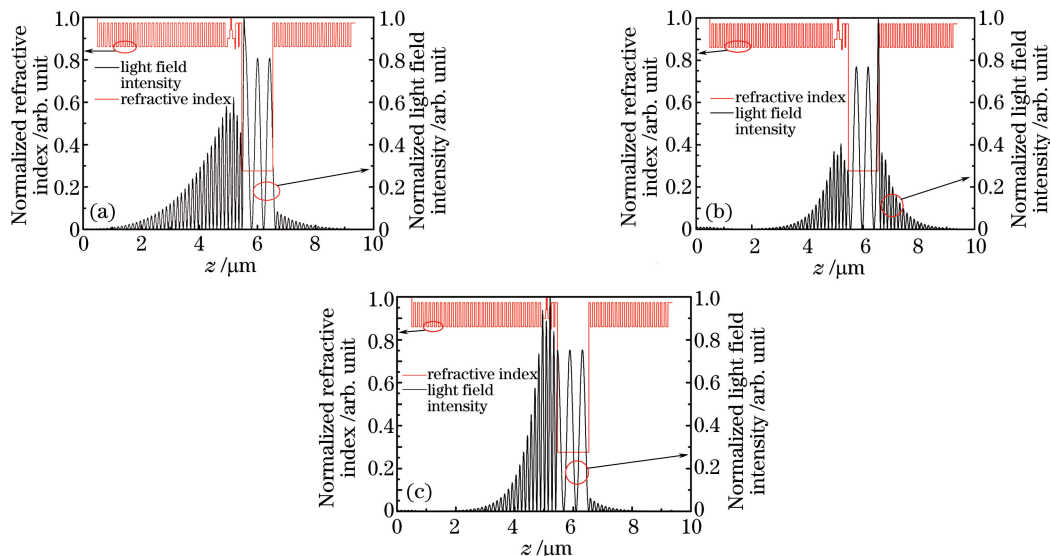 Normalized refractive
index /arb. unit
1.0
0.8
0.6
0.4
0.2
0
light field
intensity
refractive index
(a)
0
2
4
6
8
10
z /μm
1.0
0.8
0.6
0.4
0.2
0
Normalized light field
intensity /arb. unit
Normalized refractive
index /arb. unit
1.0
0.8
0.6
0.4
0.2
0
refractive index
light field
intensity
(b)
0
2
4
6
8
10
z /μm
1.0
0.8
0.6
0.4
0.2
0
Normalized light field
intensity /arb. unit
Normalized refractive
index /arb. unit
1.0
0.8
0.6
0.4
0.2
0
refractive index
light field
intensity
(c)
0
2
4
6
8
10
z /μm
1.0
0.8
0.6
0.4
0.2
0
Normalized light field
intensity /arb. unit